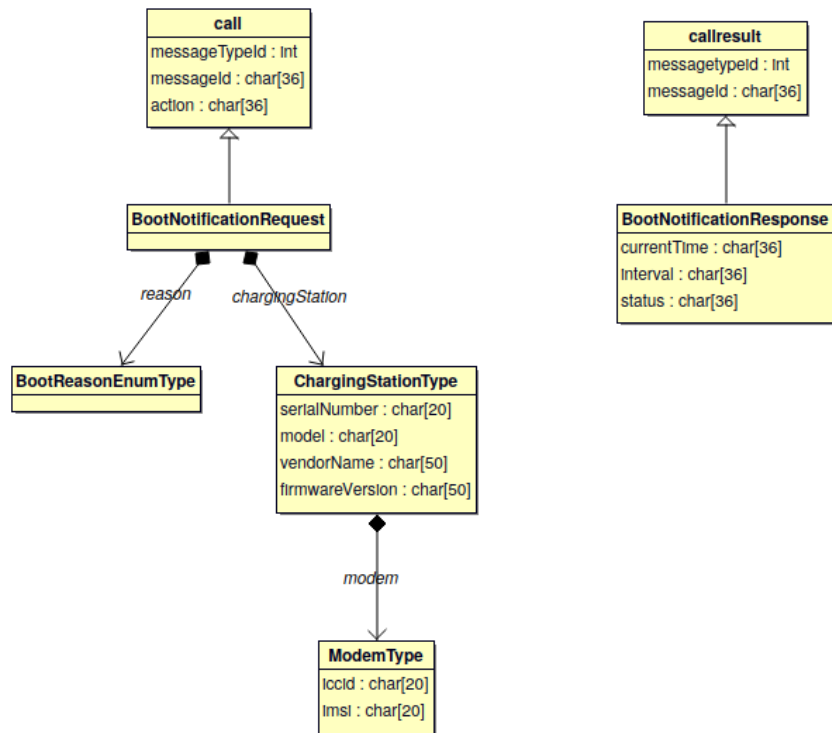 call
messageTypeId : int
messageId : char[36]
action : char[36]
callresult
messagetypeId : int
messageId : char[36]
BootNotificationRequest
BootNotificationResponse
currentTime : char[36]
interval : char[36]
status : char[36]
reason
chargingStation
BootReasonEnumType
ChargingStationType
serialNumber : char[20]
model : char[20]
vendorName : char[50]
firmwareVersion : char[50]
modem
ModemType
iccid : char[20]
imsi : char[20]